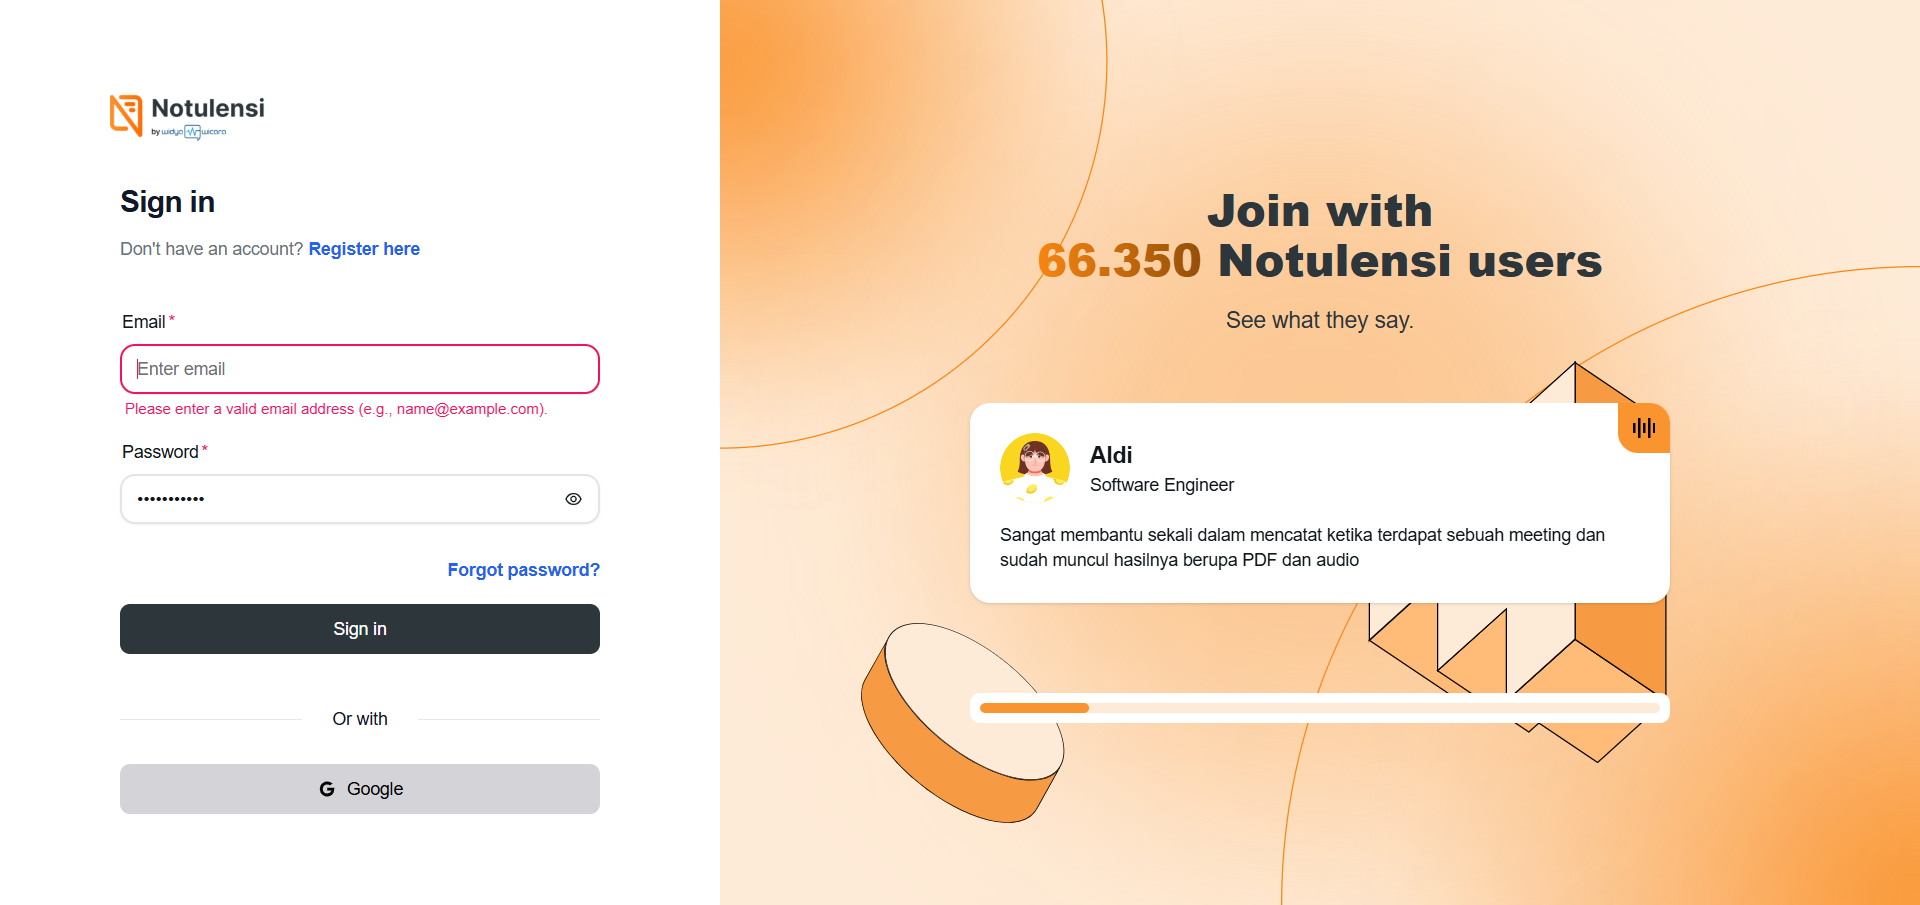 Notulensi
by widya wicara
Sign in
Don't have an account? Register here
Email *
Enter email
Please enter a valid email address (e.g., name@example.com).
Password *
•••••••••••
Forgot password?
Sign in
Or with
Google
Join with
66.350 Notulensi users
See what they say.
Aldi
Software Engineer
Sangat membantu sekali dalam mencatat ketika terdapat sebuah meeting dan
sudah muncul hasilnya berupa PDF dan audio